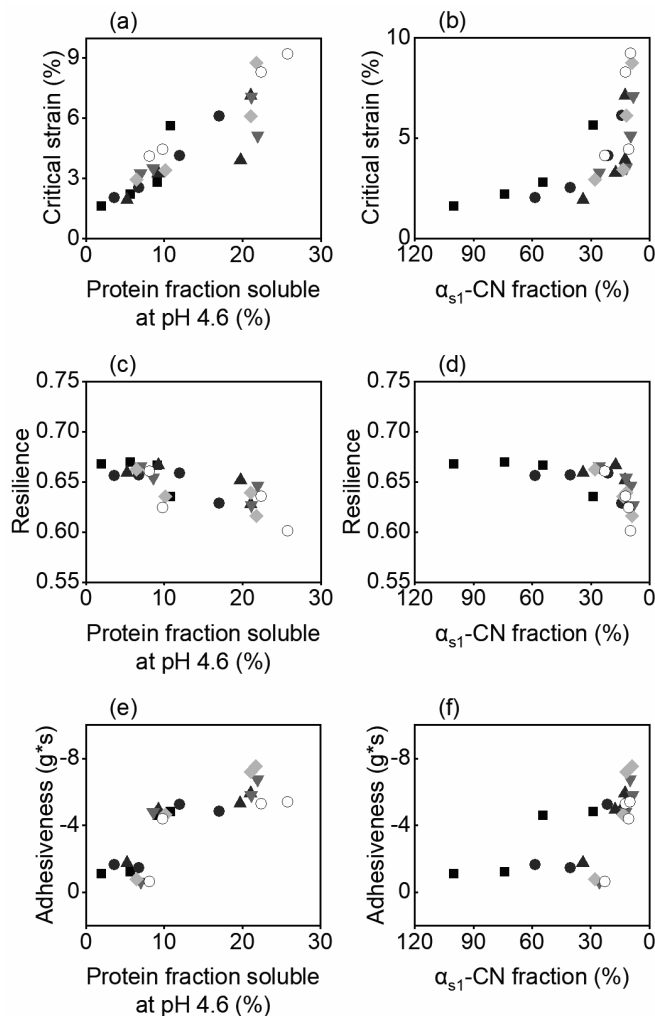 (a)
Critical strain (%)
9
6
3
0
0 10 20 30
Protein fraction soluble
at pH 4.6 (%)
(b)
Critical strain (%)
10
5
0
120 90 60 30 0
αs1-CN fraction (%)
(c)
Resilience
0.75
0.70
0.65
0.60
0.55
0 10 20 30
Protein fraction soluble
at pH 4.6 (%)
(d)
Resilience
0.75
0.70
0.65
0.60
0.55
120 90 60 30 0
αs1-CN fraction (%)
(e)
Adhesiveness (g*s)
-8
-4
0
0 10 20 30
Protein fraction soluble
at pH 4.6 (%)
(f)
Adhesiveness (g*s)
-8
-4
0
120 90 60 30 0
αs1-CN fraction (%)